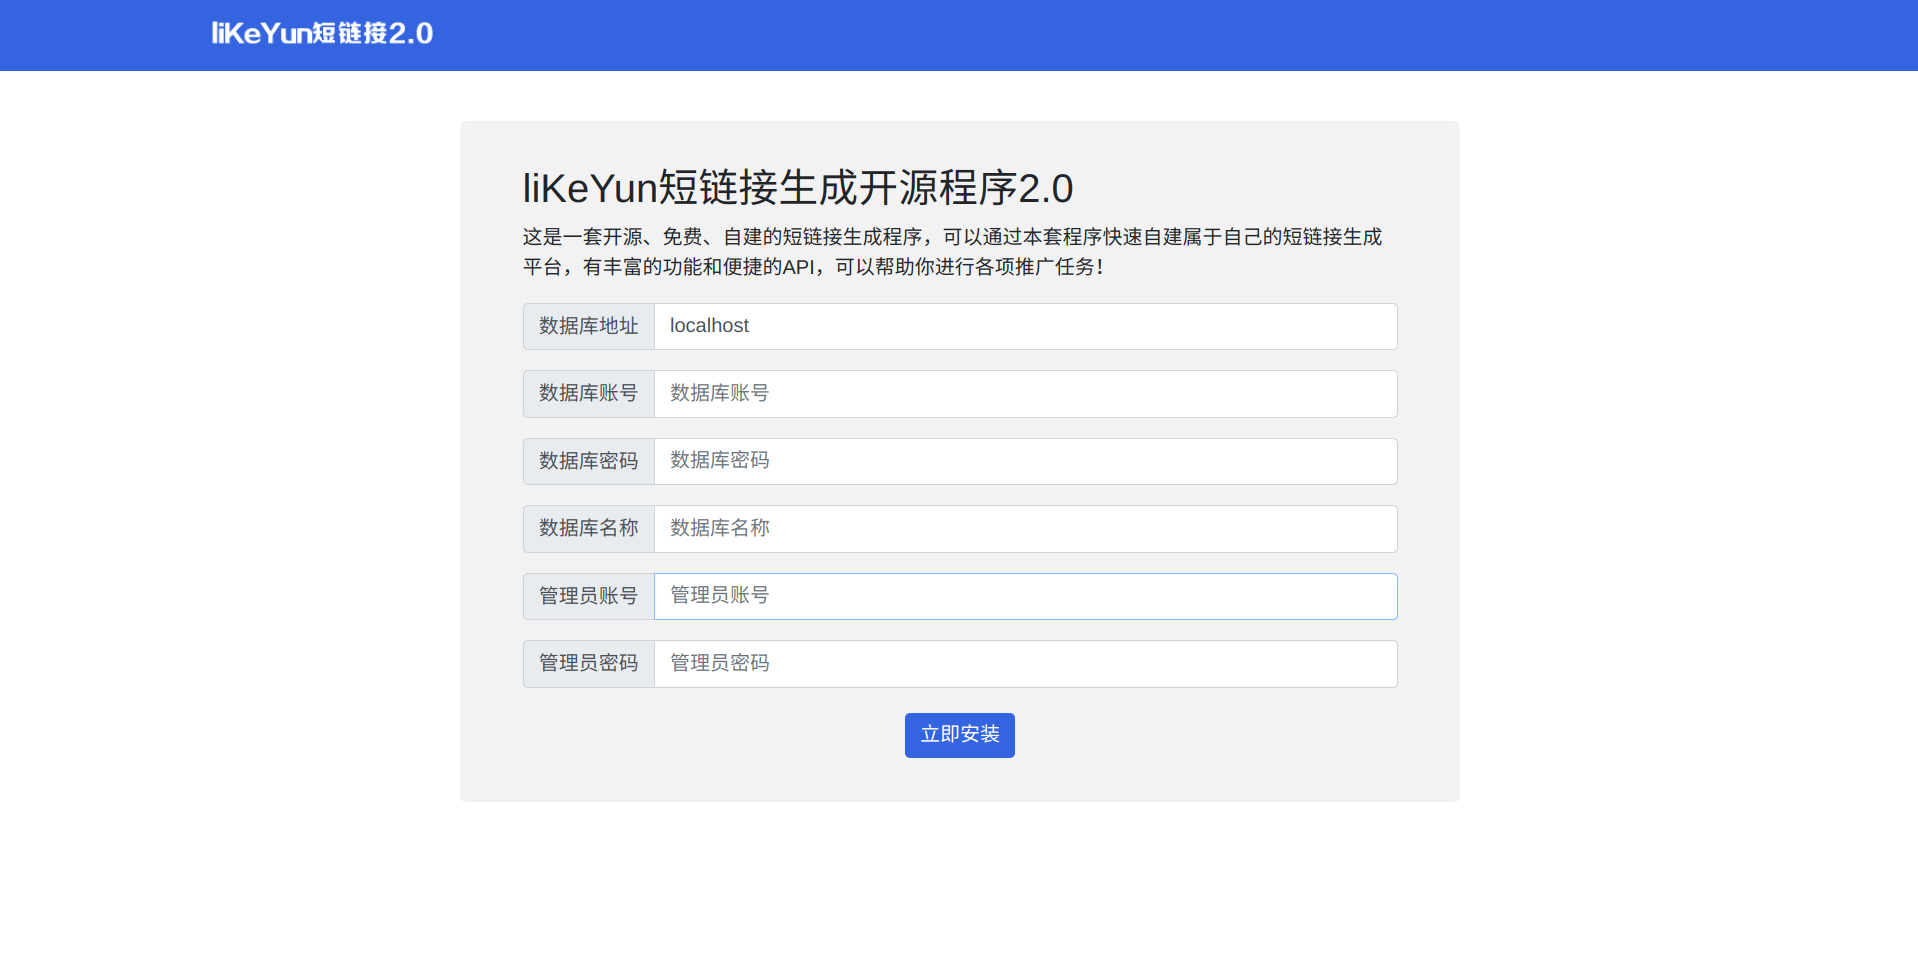 liKeYun短链接2.0
liKeYun短链接生成开源程序2.0
这是一套开源、免费、自建的短链接生成程序，可以通过本套程序快速自建属于自己的短链接生成
平台，有丰富的功能和便捷的API，可以帮助你进行各项推广任务！
数据库地址 localhost
数据库账号 数据库账号
数据库密码 数据库密码
数据库名称 数据库名称
管理员账号 管理员账号
管理员密码 管理员密码
立即安装